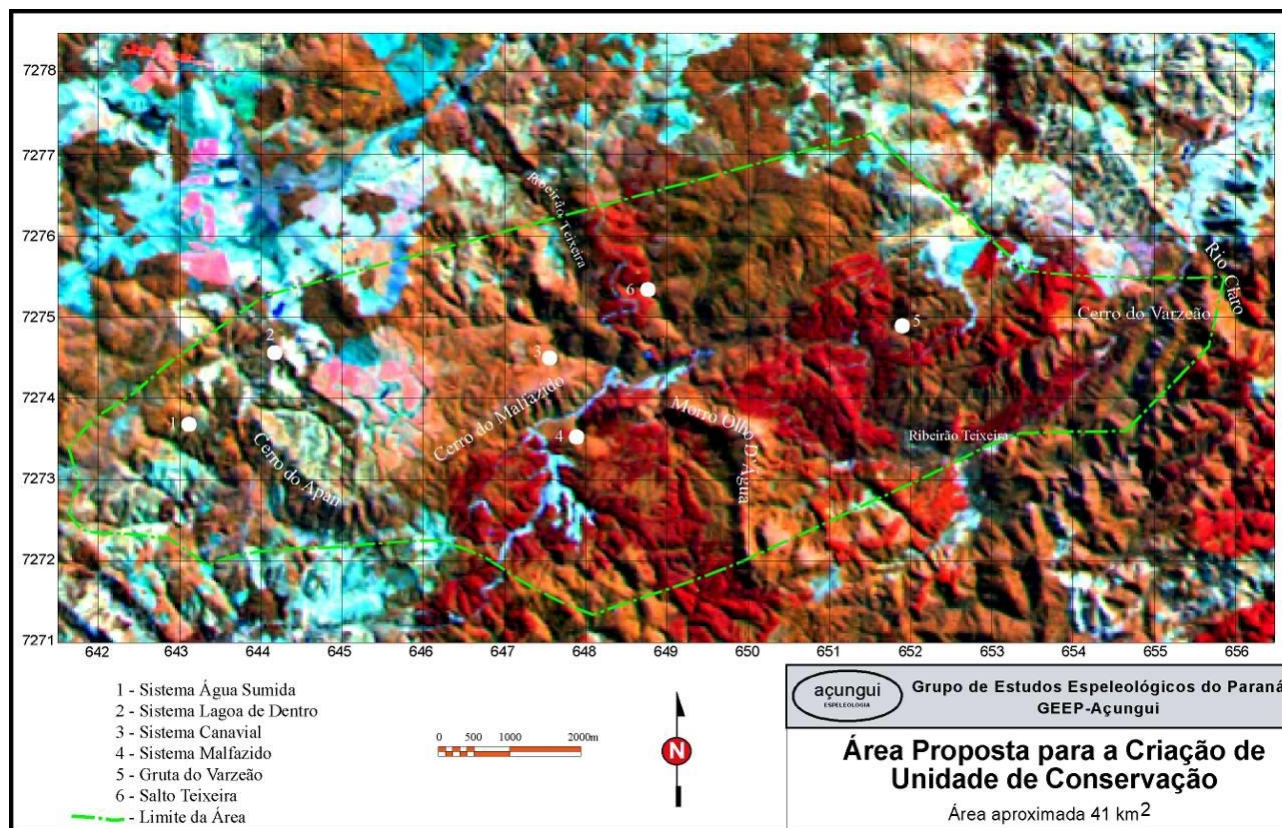 7278
7277
7276
7275
7274
7273
7272
7271
642 643 644 645 646 647 648 649 650 651 652 653 654 655 656
Ribeirão Teixeira
Rio Claro
Cerro do Varzeão
6
5
2
3
1
4
Cerro do Malfazido
Morro Olho D'Água
Ribeirão Teixeira
Cerro do Apan
1 - Sistema Água Sumida
2 - Sistema Lagoa de Dentro
3 - Sistema Canavial
4 - Sistema Malfazido
5 - Gruta do Varzeão
6 - Salto Teixeira
- Limite da Área
0 500 1000 2000m
N
açungui
ESPELEOLOGIA
Grupo de Estudos Espeleológicos do Paraná
GEEP-Açungui
Área Proposta para a Criação de
Unidade de Conservação
Área aproximada 41 km2